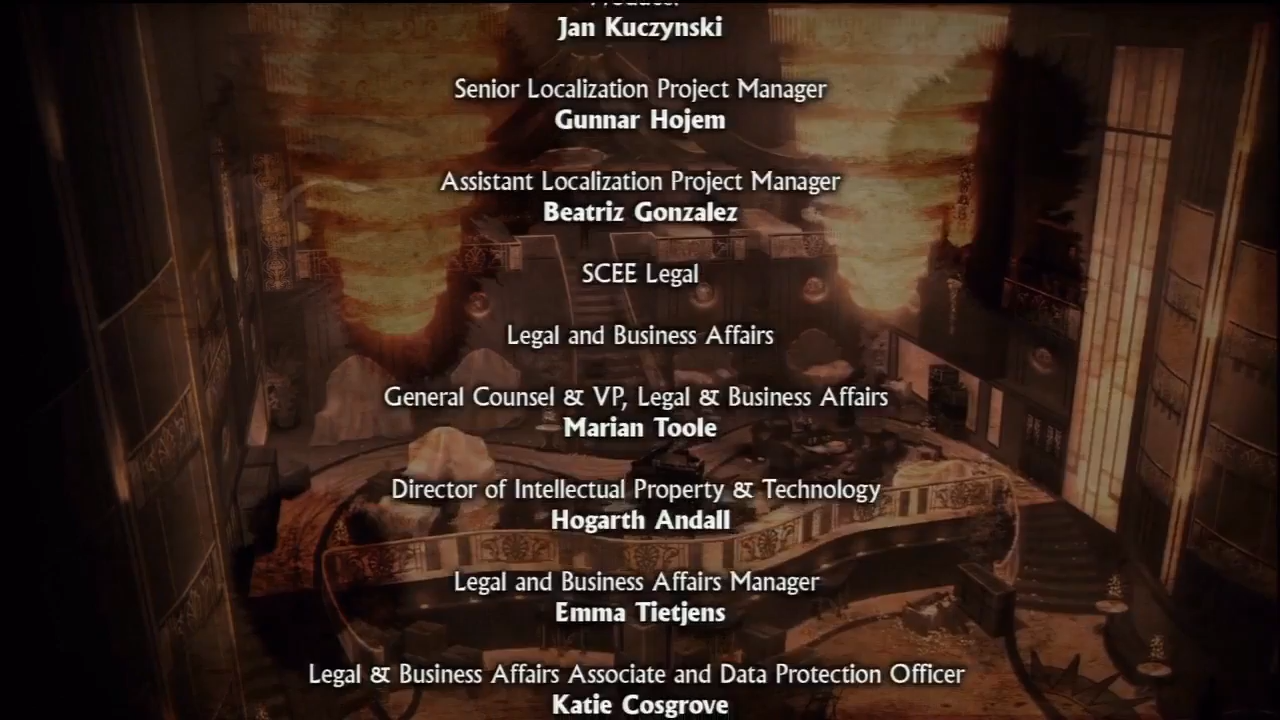 Producer
Jan Kuczynski
Senior Localization Project Manager
Gunnar Hojem
Assistant Localization Project Manager
Beatriz Gonzalez
SCEE Legal
Legal and Business Affairs
General Counsel & VP, Legal & Business Affairs
Marian Toole
Director of Intellectual Property & Technology
Hogarth Andall
Legal and Business Affairs Manager
Emma Tietjens
Legal & Business Affairs Associate and Data Protection Officer
Katie Cosgrove